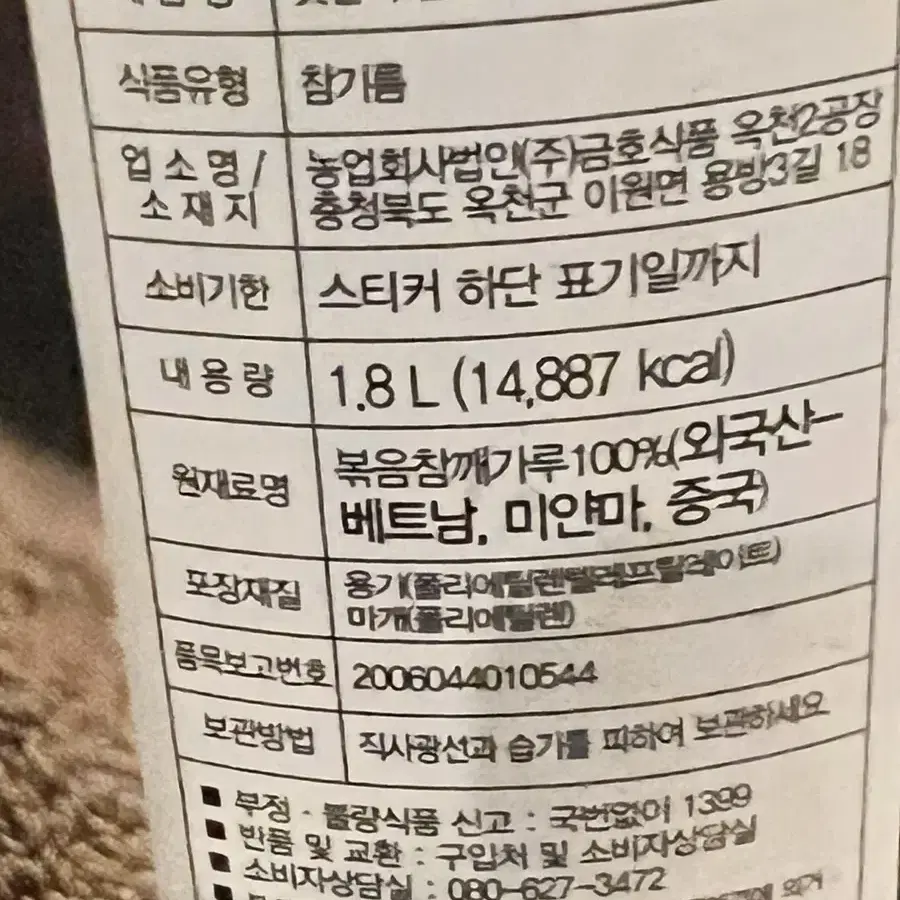 식품유형 참기름
업소명/ 농업회사법인(주)금호식품 옥천2공장
소재지 충청북도 옥천군 이원면 용방3길 18
소비기한 스티커 하단 표기일까지
내용량 1.8 L (14,887 kcal)
원재료명 볶음참깨가루100%(외국산-
베트남, 미얀마, 중국)
포장재질 용기(폴리에틸렌텔레프탈레이트)
마개(폴리에틸렌)
품목보고번호 2006044010544
보관방법 직사광선과 습기를 피하여 보관하세요
■ 부정·불량식품 신고 : 국번없이 1399
■ 반품 및 교환 : 구입처 및 소비자상담실
■ 소비자상담실 : 080-627-3472